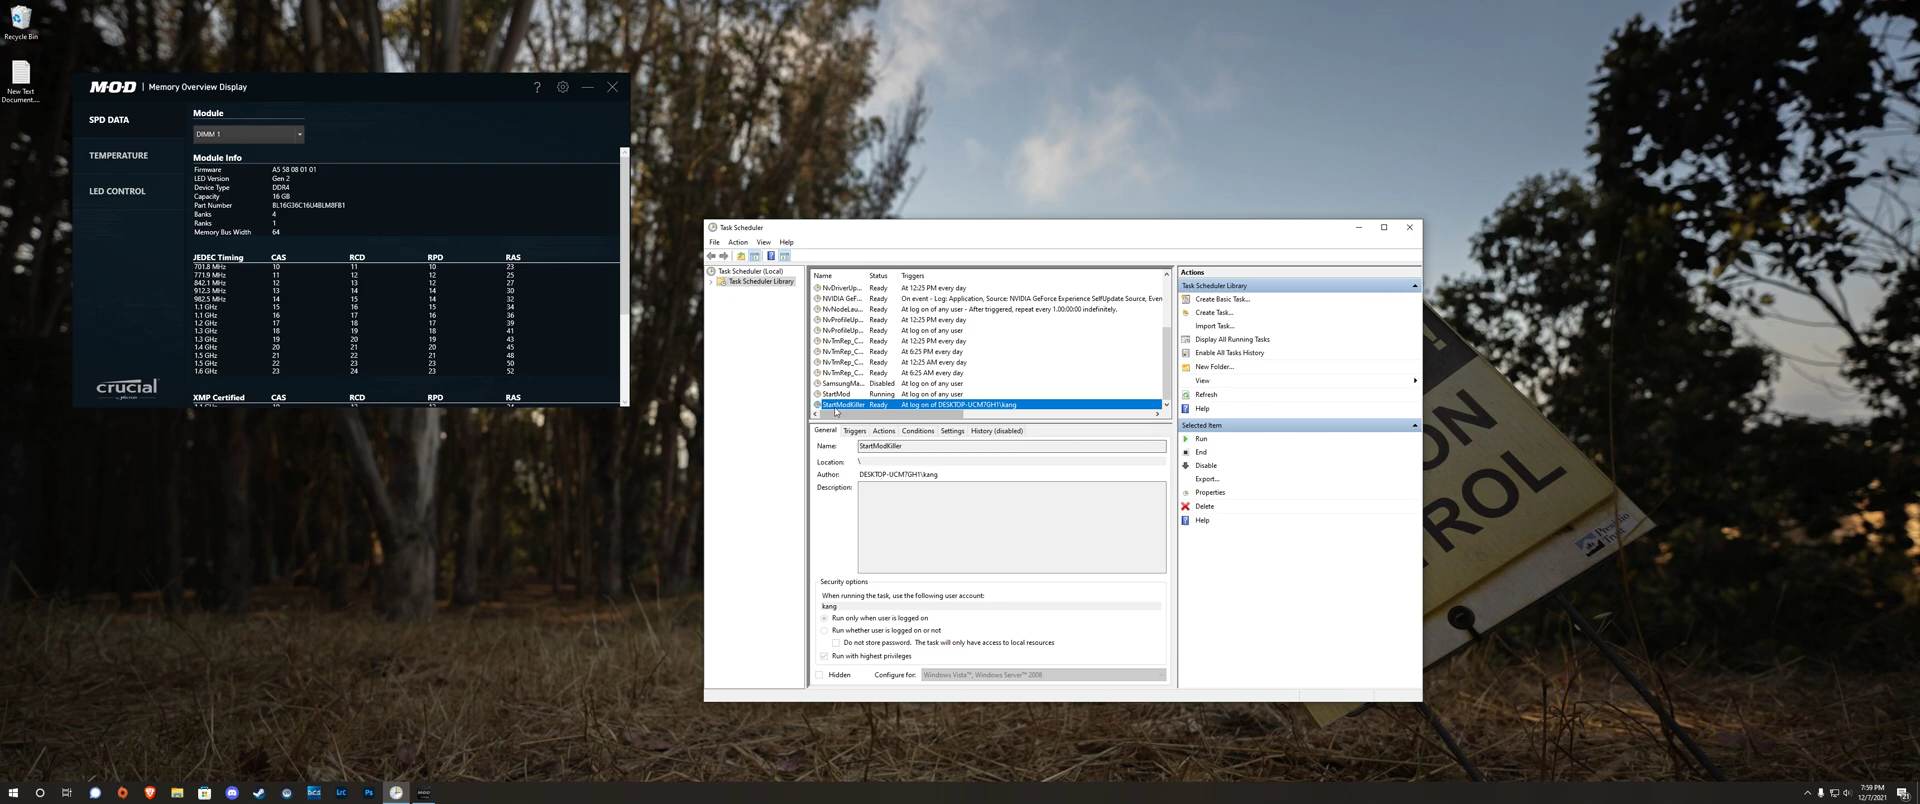 Recycle Bin
New Text
Document....
M.O.D | Memory Overview Display
?
SPD DATA
TEMPERATURE
LED CONTROL
crucial
by Micron
Module
DIMM 1
Module Info
Firmware A5 58 08 01 01
LED Version Gen 2
Device Type DDR4
Capacity 16 GB
Part Number BL16G36C16U4BLM8FB1
Banks 4
Ranks 1
Memory Bus Width 64
JEDEC Timing CAS RCD RPD RAS
701.8 MHz 10 11 10 23
771.9 MHz 11 12 12 25
842.1 MHz 12 13 12 27
912.3 MHz 13 14 14 30
982.5 MHz 14 15 14 32
1.1 GHz 15 16 15 34
1.1 GHz 16 17 16 36
1.2 GHz 17 18 17 39
1.3 GHz 18 19 18 41
1.3 GHz 19 20 19 43
1.4 GHz 20 21 20 45
1.5 GHz 21 22 21 48
1.5 GHz 22 23 23 50
1.6 GHz 23 24 23 52
XMP Certified CAS RCD RPD RAS
Task Scheduler
File Action View Help
Task Scheduler (Local)
Task Scheduler Library
Name Status Triggers
NvDriverUp... Ready At 12:25 PM every day
NVIDIA GeF... Ready On event - Log: Application, Source: NVIDIA GeForce Experience SelfUpdate Source, Even
NvNodeLau... Ready At log on of any user - After triggered, repeat every 1.00:00:00 indefinitely.
NvProfileUp... Ready At 12:25 PM every day
NvProfileUp... Ready At log on of any user
NvTmRep_C... Ready At 12:25 PM every day
NvTmRep_C... Ready At 6:25 PM every day
NvTmRep_C... Ready At 12:25 AM every day
NvTmRep_C... Ready At 6:25 AM every day
SamsungMa... Disabled At log on of any user
StartMod Running At log on of any user
StartModKiller Ready At log on of DESKTOP-UCM7GH1\kang
General Triggers Actions Conditions Settings History (disabled)
Name: StartModKiller
Location: \
Author: DESKTOP-UCM7GH1\kang
Description:
Security options
When running the task, use the following user account:
kang
Run only when user is logged on
Run whether user is logged on or not
Do not store password. The task will only have access to local resources
Run with highest privileges
Hidden Configure for: Windows Vista™, Windows Server™ 2008
Actions
Task Scheduler Library
Create Basic Task...
Create Task...
Import Task...
Display All Running Tasks
Enable All Tasks History
New Folder...
View
Refresh
Help
Selected Item
Run
End
Disable
Export...
Properties
Delete
Help
ON
ROL
Presidio
Trust
DCS
LrC
Ps
MOD
7:59 PM
12/7/2021
21